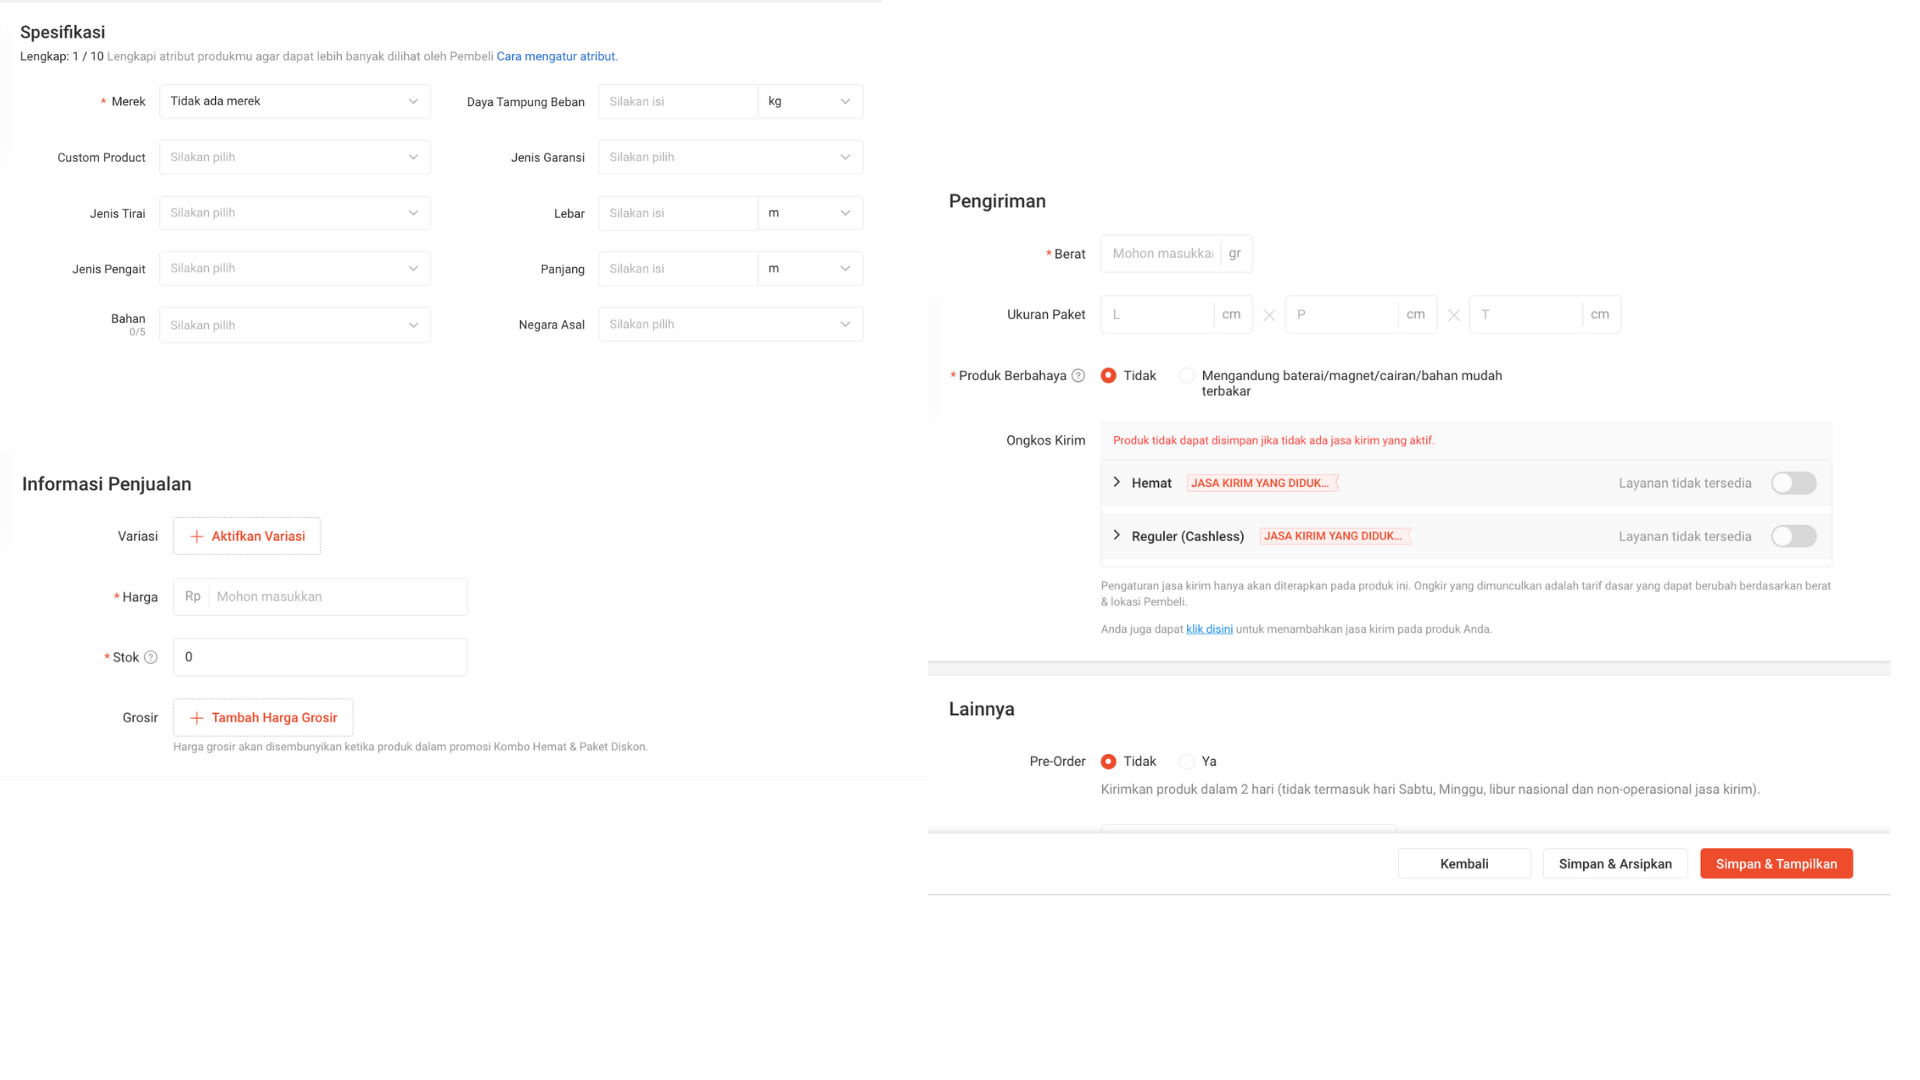 Spesifikasi
Lengkap: 1 / 10 Lengkapi atribut produkmu agar dapat lebih banyak dilihat oleh Pembeli Cara mengatur atribut.
* Merek Tidak ada merek
Daya Tampung Beban Silakan isi kg
Custom Product Silakan pilih
Jenis Garansi Silakan pilih
Jenis Tirai Silakan pilih
Lebar Silakan isi m
Jenis Pengait Silakan pilih
Panjang Silakan isi m
Bahan Silakan pilih
0/5
Negara Asal Silakan pilih
Informasi Penjualan
Variasi + Aktifkan Variasi
* Harga Rp Mohon masukkan
* Stok ? 0
Grosir + Tambah Harga Grosir
Harga grosir akan disembunyikan ketika produk dalam promosi Kombo Hemat & Paket Diskon.
Pengiriman
* Berat Mohon masukka gr
Ukuran Paket L cm × P cm × T cm
* Produk Berbahaya ? Tidak Mengandung baterai/magnet/cairan/bahan mudah
terbakar
Ongkos Kirim Produk tidak dapat disimpan jika tidak ada jasa kirim yang aktif.
Hemat JASA KIRIM YANG DIDUK... Layanan tidak tersedia
Reguler (Cashless) JASA KIRIM YANG DIDUK... Layanan tidak tersedia
Pengaturan jasa kirim hanya akan diterapkan pada produk ini. Ongkir yang dimunculkan adalah tarif dasar yang dapat berubah berdasarkan berat
& lokasi Pembeli.
Anda juga dapat klik disini untuk menambahkan jasa kirim pada produk Anda.
Lainnya
Pre-Order Tidak Ya
Kirimkan produk dalam 2 hari (tidak termasuk hari Sabtu, Minggu, libur nasional dan non-operasional jasa kirim).
Kembali Simpan & Arsipkan Simpan & Tampilkan